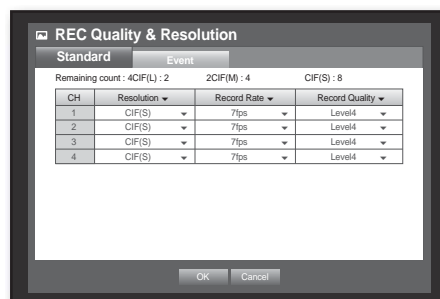 REC Quality & Resolution
Standard Event
Remaining count : 4CIF(L) : 2 2CIF(M) : 4 CIF(S) : 8
CH Resolution Record Rate Record Quality
1 CIF(S) 7fps Level4
2 CIF(S) 7fps Level4
3 CIF(S) 7fps Level4
4 CIF(S) 7fps Level4
OK Cancel